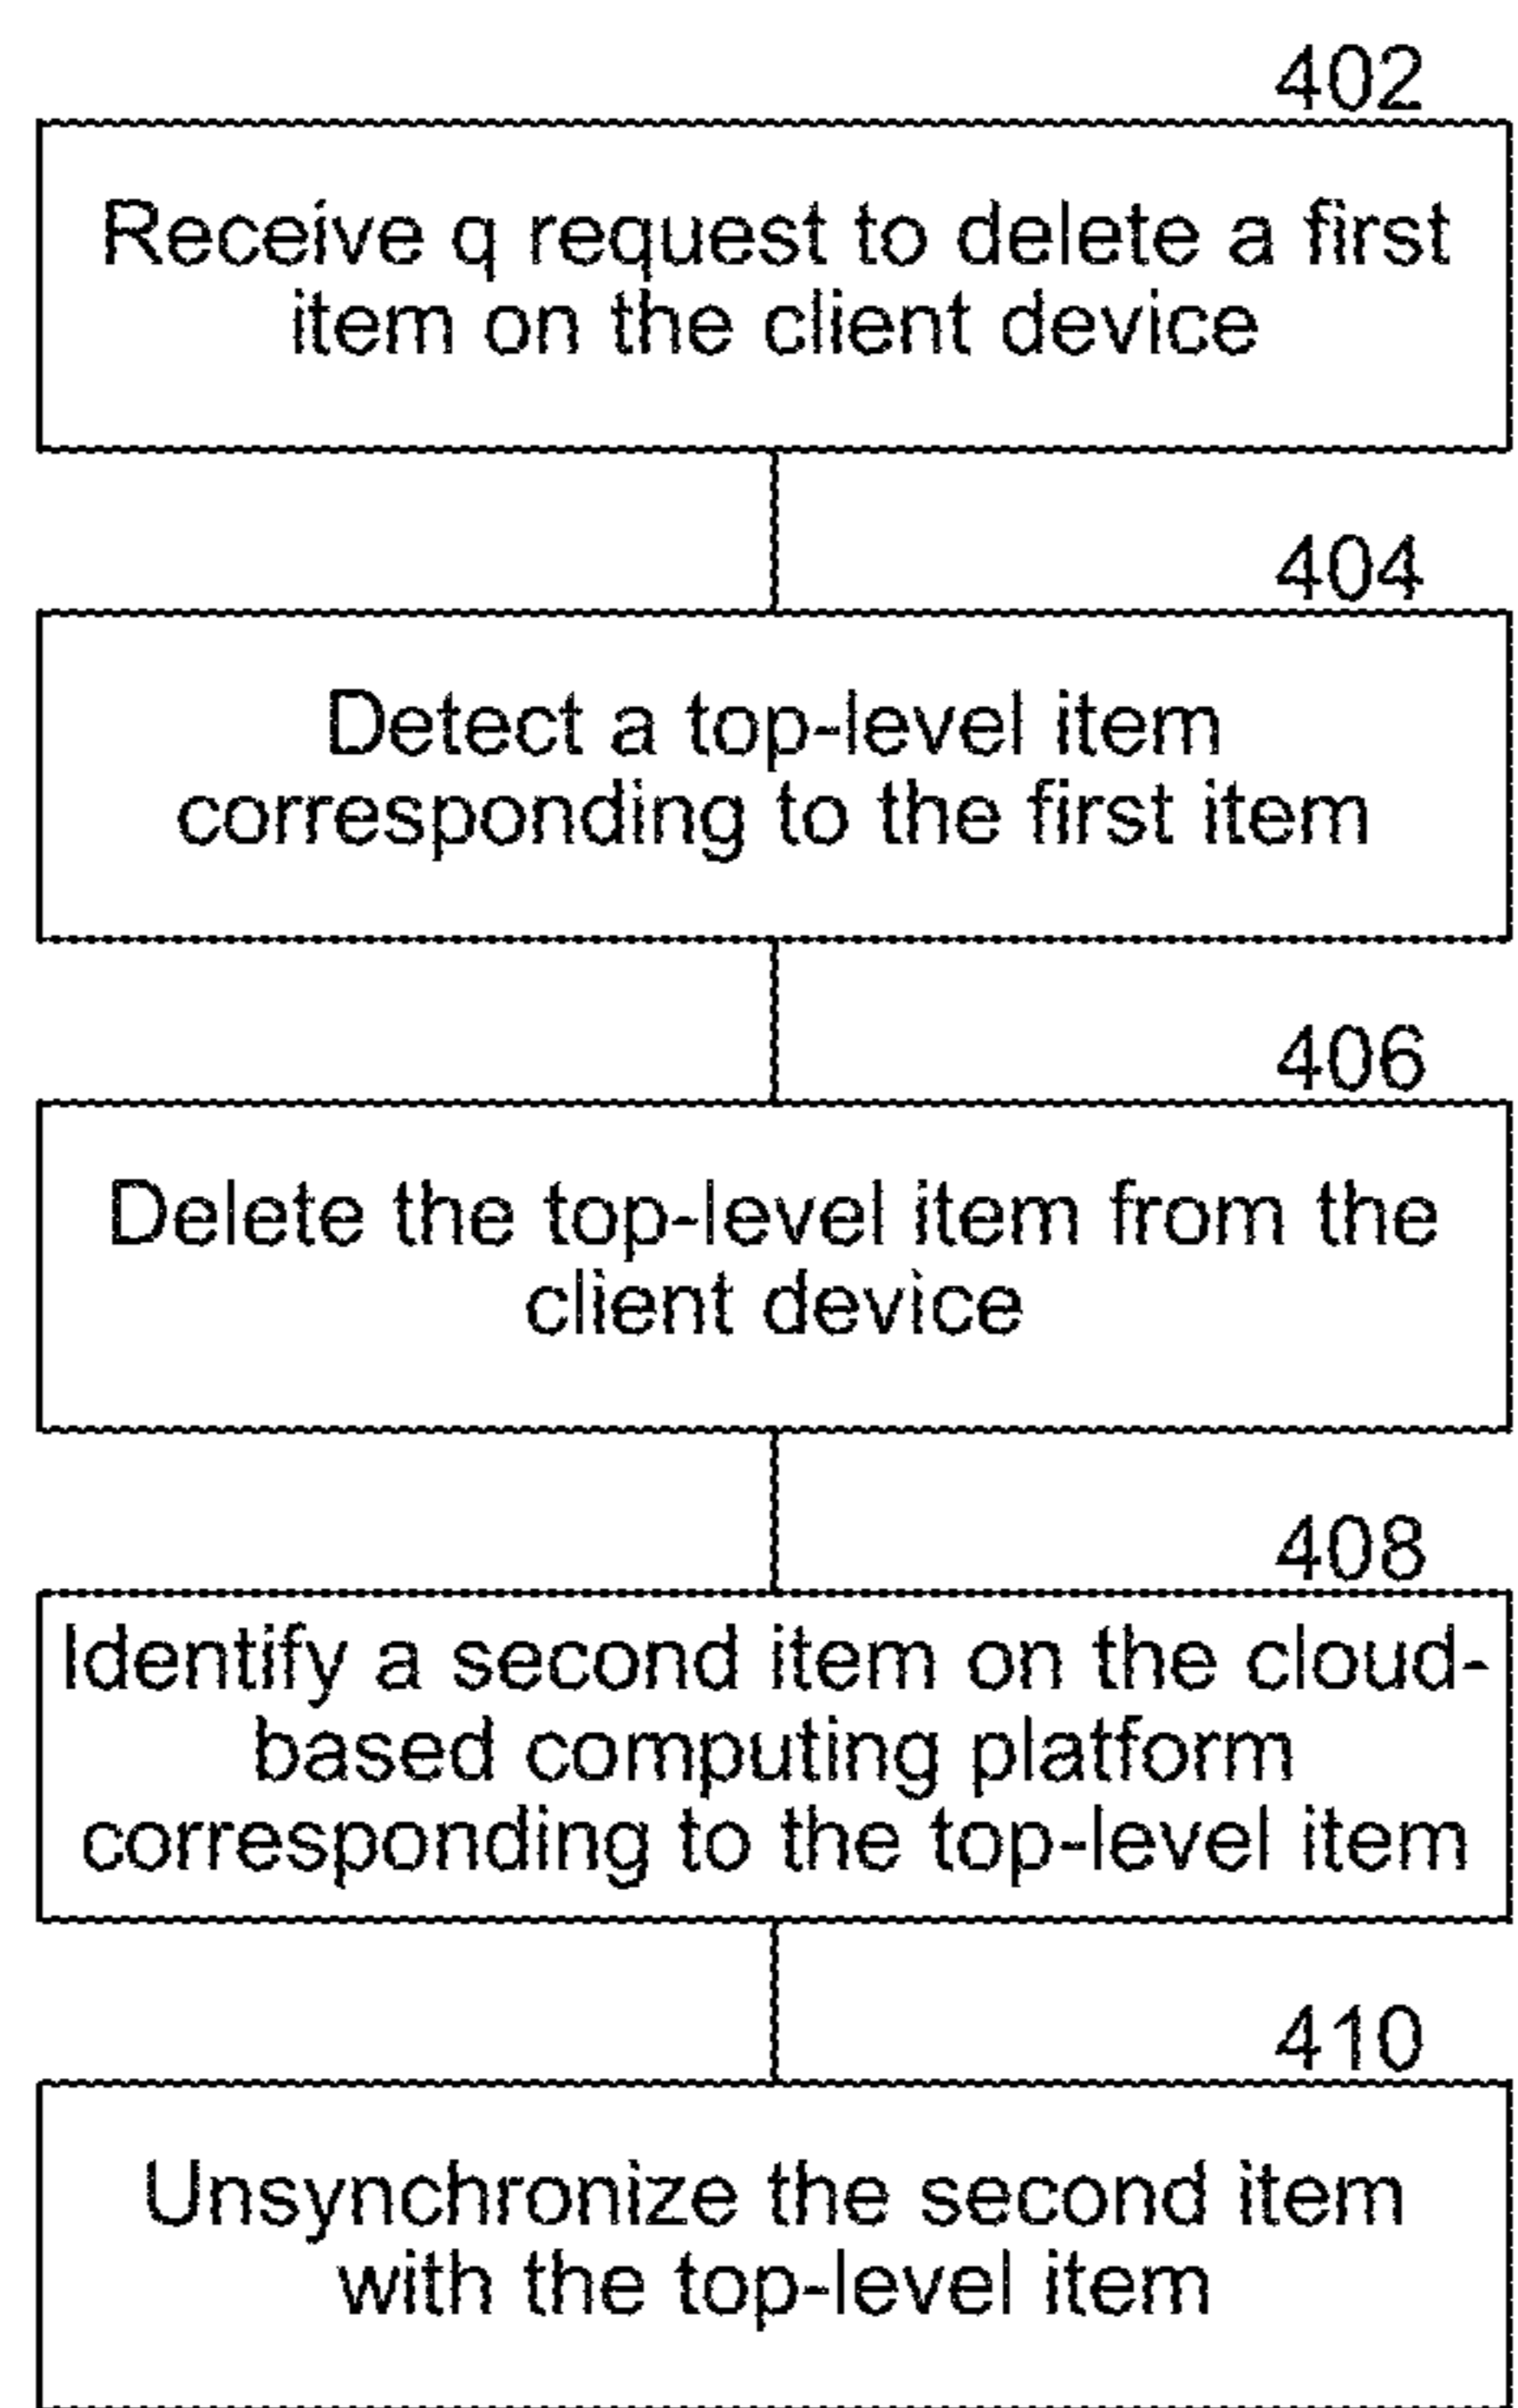 402
Receive q request to delete a first
item on the client device
404
Detect a top-level item
corresponding to the first item
406
Delete the top-level item from the
client device
408
Identify a second item on the cloud-
based computing platform
corresponding to the top-level item
410
Unsynchronize the second item
with the top-level item